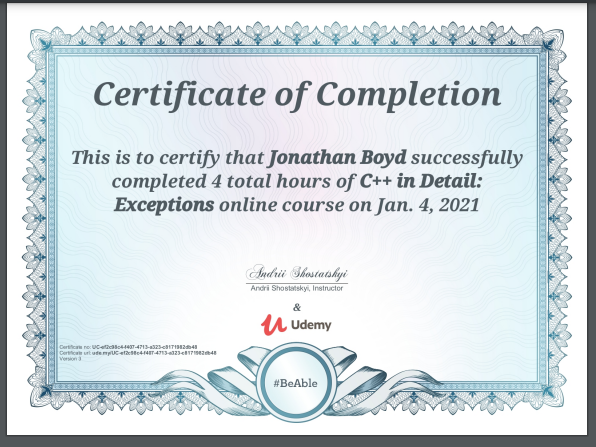 Certificate of Completion
This is to certify that Jonathan Boyd successfully
completed 4 total hours of C++ in Detail:
Exceptions online course on Jan. 4, 2021
Andrii Shostatskyi
Andrii Shostatskyi, Instructor
&
Udemy
Certificate no: UC-ef2c98c4-f407-4713-a323-c8171982db48
Certificate url: ude.my/UC-ef2c98c4-f407-4713-a323-c8171982db48
Version 3
#BeAble